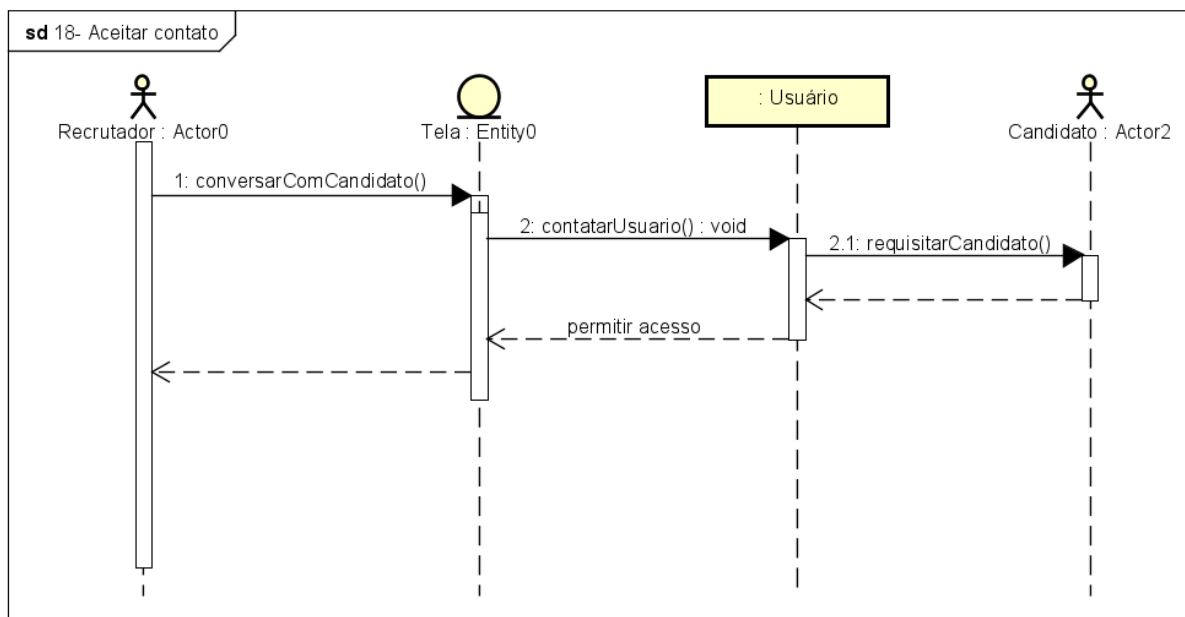 sd 18- Aceitar contato
Recrutador : Actor0
Tela : Entity0
: Usuário
Candidato : Actor2
1: conversarComCandidato()
2: contatarUsuario() : void
2.1: requisitarCandidato()
permitir acesso